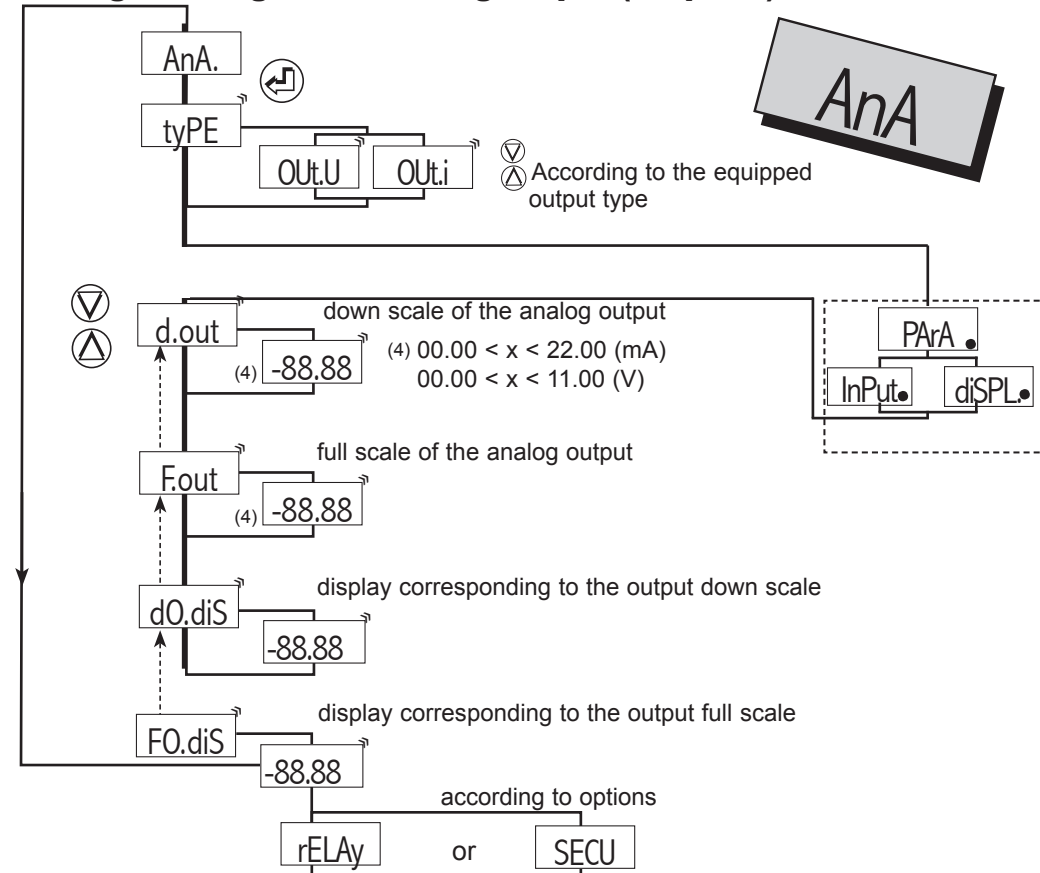 AnA.
AnA
tyPE
OUt.U
OUt.i
According to the equipped
output type
d.out
down scale of the analog output
(4) -88.88
(4) 00.00 < x < 22.00 (mA)
00.00 < x < 11.00 (V)
PArA
InPut
diSPL.
F.out
full scale of the analog output
(4) -88.88
dO.diS
display corresponding to the output down scale
-88.88
FO.diS
display corresponding to the output full scale
-88.88
according to options
rELAy or SECU